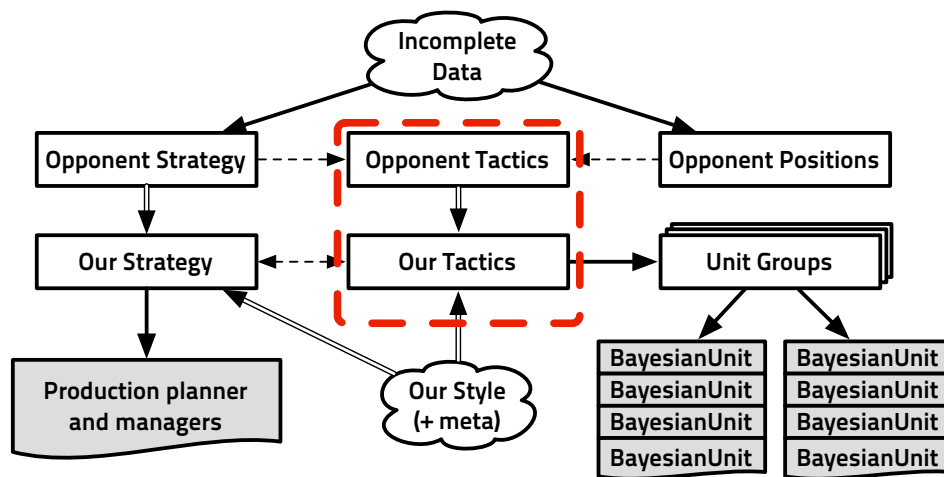 Incomplete
Data
Opponent Strategy
Opponent Tactics
Opponent Positions
Our Strategy
Our Tactics
Unit Groups
Production planner
and managers
Our Style
(+ meta)
BayesianUnit
BayesianUnit
BayesianUnit
BayesianUnit
BayesianUnit
BayesianUnit
BayesianUnit
BayesianUnit